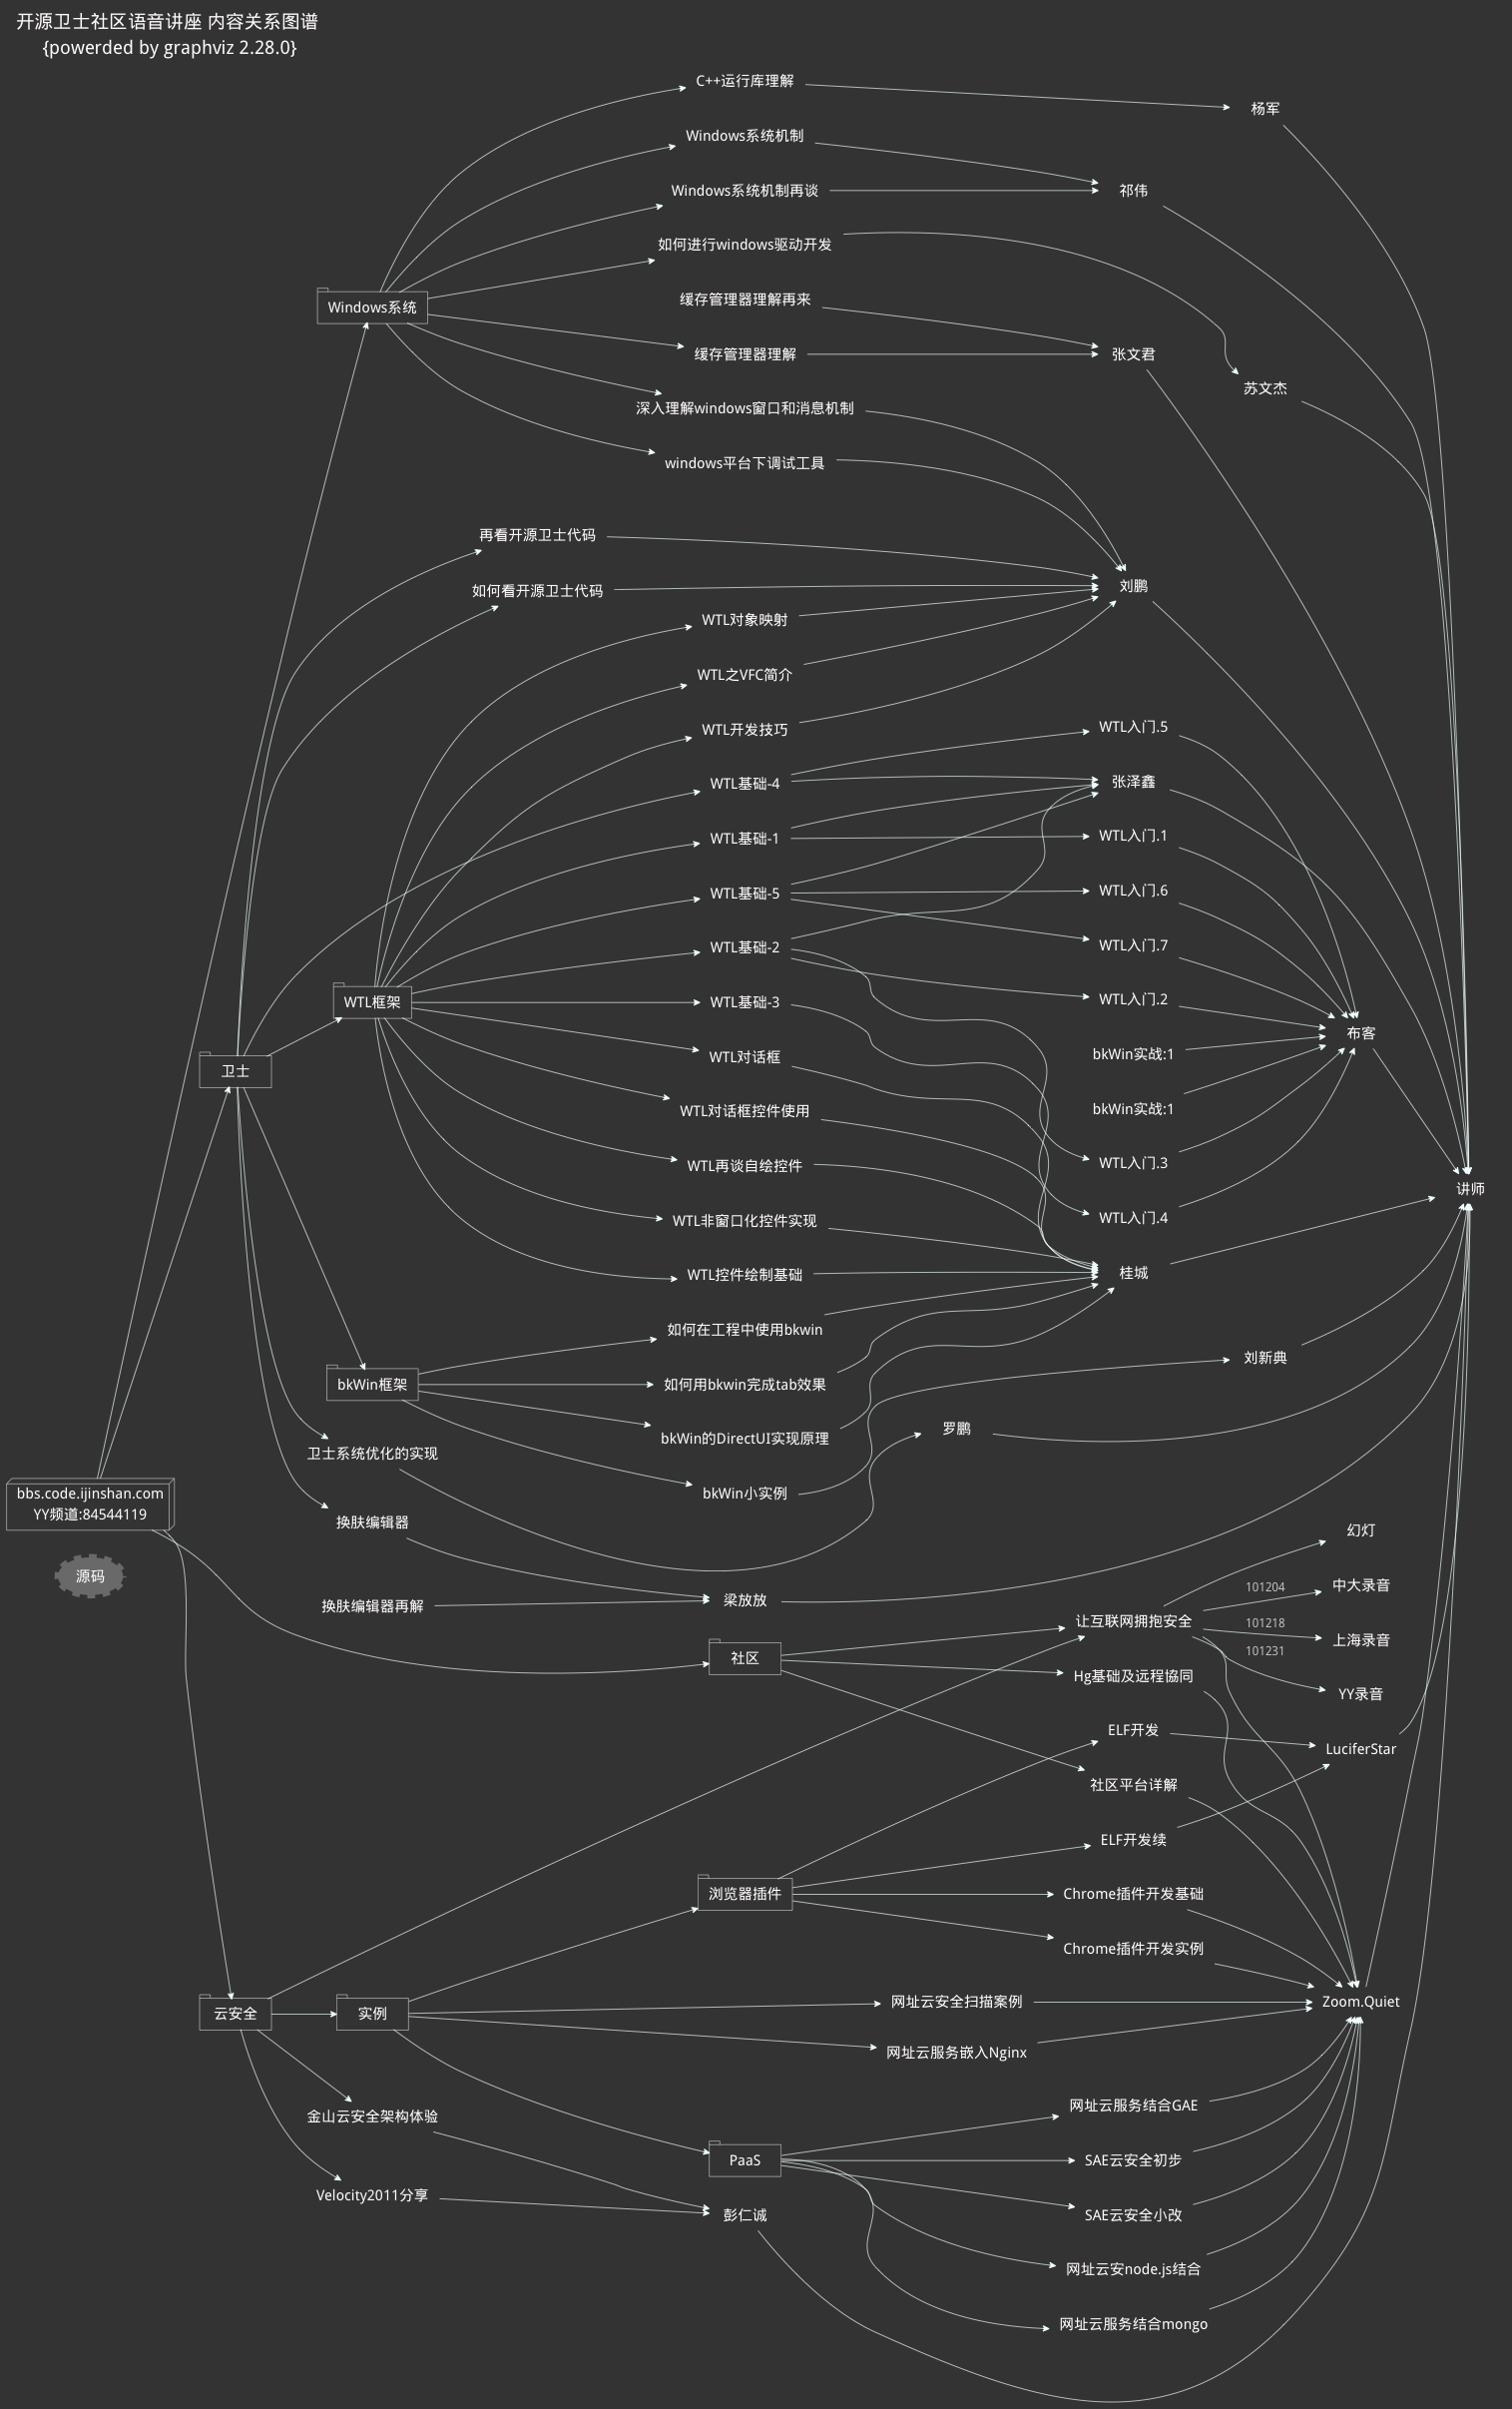 开源卫士社区语音讲座 内容关系图谱
{powerded by graphviz 2.28.0}
C++运行库理解
杨军
Windows系统机制
Windows系统机制再谈
祁伟
如何进行windows驱动开发
Windows系统
缓存管理器理解再来
缓存管理器理解
张文君
苏文杰
深入理解windows窗口和消息机制
windows平台下调试工具
再看开源卫士代码
如何看开源卫士代码
刘鹏
WTL对象映射
WTL之VFC简介
WTL开发技巧
WTL入门.5
WTL基础-4
张泽鑫
WTL基础-1
WTL入门.1
WTL基础-5
WTL入门.6
WTL基础-2
WTL入门.7
WTL框架
WTL基础-3
WTL入门.2
布客
卫士
WTL对话框
bkWin实战:1
WTL对话框控件使用
bkWin实战:1
WTL再谈自绘控件
WTL入门.3
讲师
WTL非窗口化控件实现
WTL入门.4
WTL控件绘制基础
桂城
如何在工程中使用bkwin
刘新典
bkWin框架
如何用bkwin完成tab效果
bkWin的DirectUI实现原理
罗鹏
卫士系统优化的实现
bbs.code.ijinshan.com
YY频道:84544119
bkWin小实例
换肤编辑器
幻灯
源码
101204
中大录音
换肤编辑器再解
梁放放
让互联网拥抱安全
101218
上海录音
101231
社区
Hg基础及远程協同
YY录音
ELF开发
LuciferStar
社区平台详解
ELF开发续
浏览器插件
Chrome插件开发基础
Chrome插件开发实例
云安全
实例
网址云安全扫描案例
Zoom.Quiet
网址云服务嵌入Nginx
网址云服务结合GAE
金山云安全架构体验
PaaS
SAE云安全初步
Velocity2011分享
彭仁诚
SAE云安全小改
网址云安node.js结合
网址云服务结合mongo